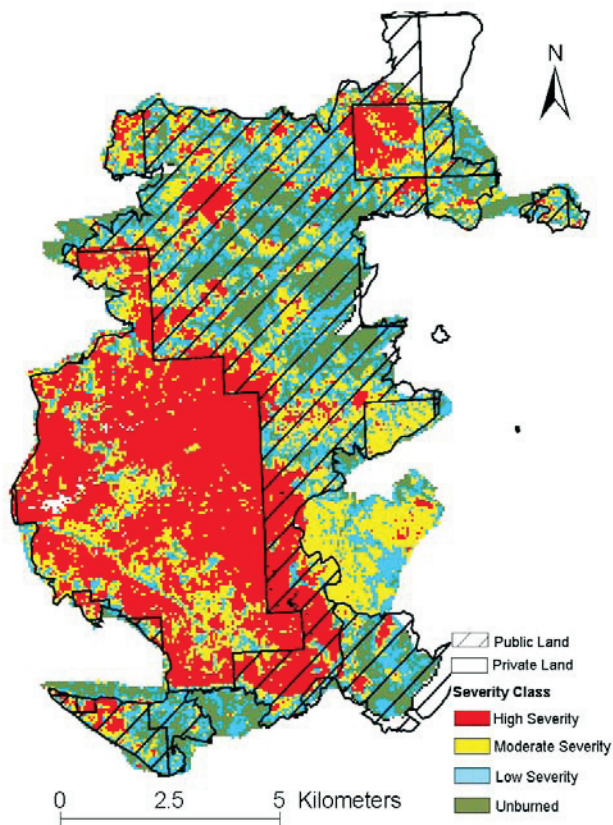 N
Public Land
Private Land
Severity Class
High Severity
Moderate Severity
Low Severity
Unburned
0 2.5 5 Kilometers